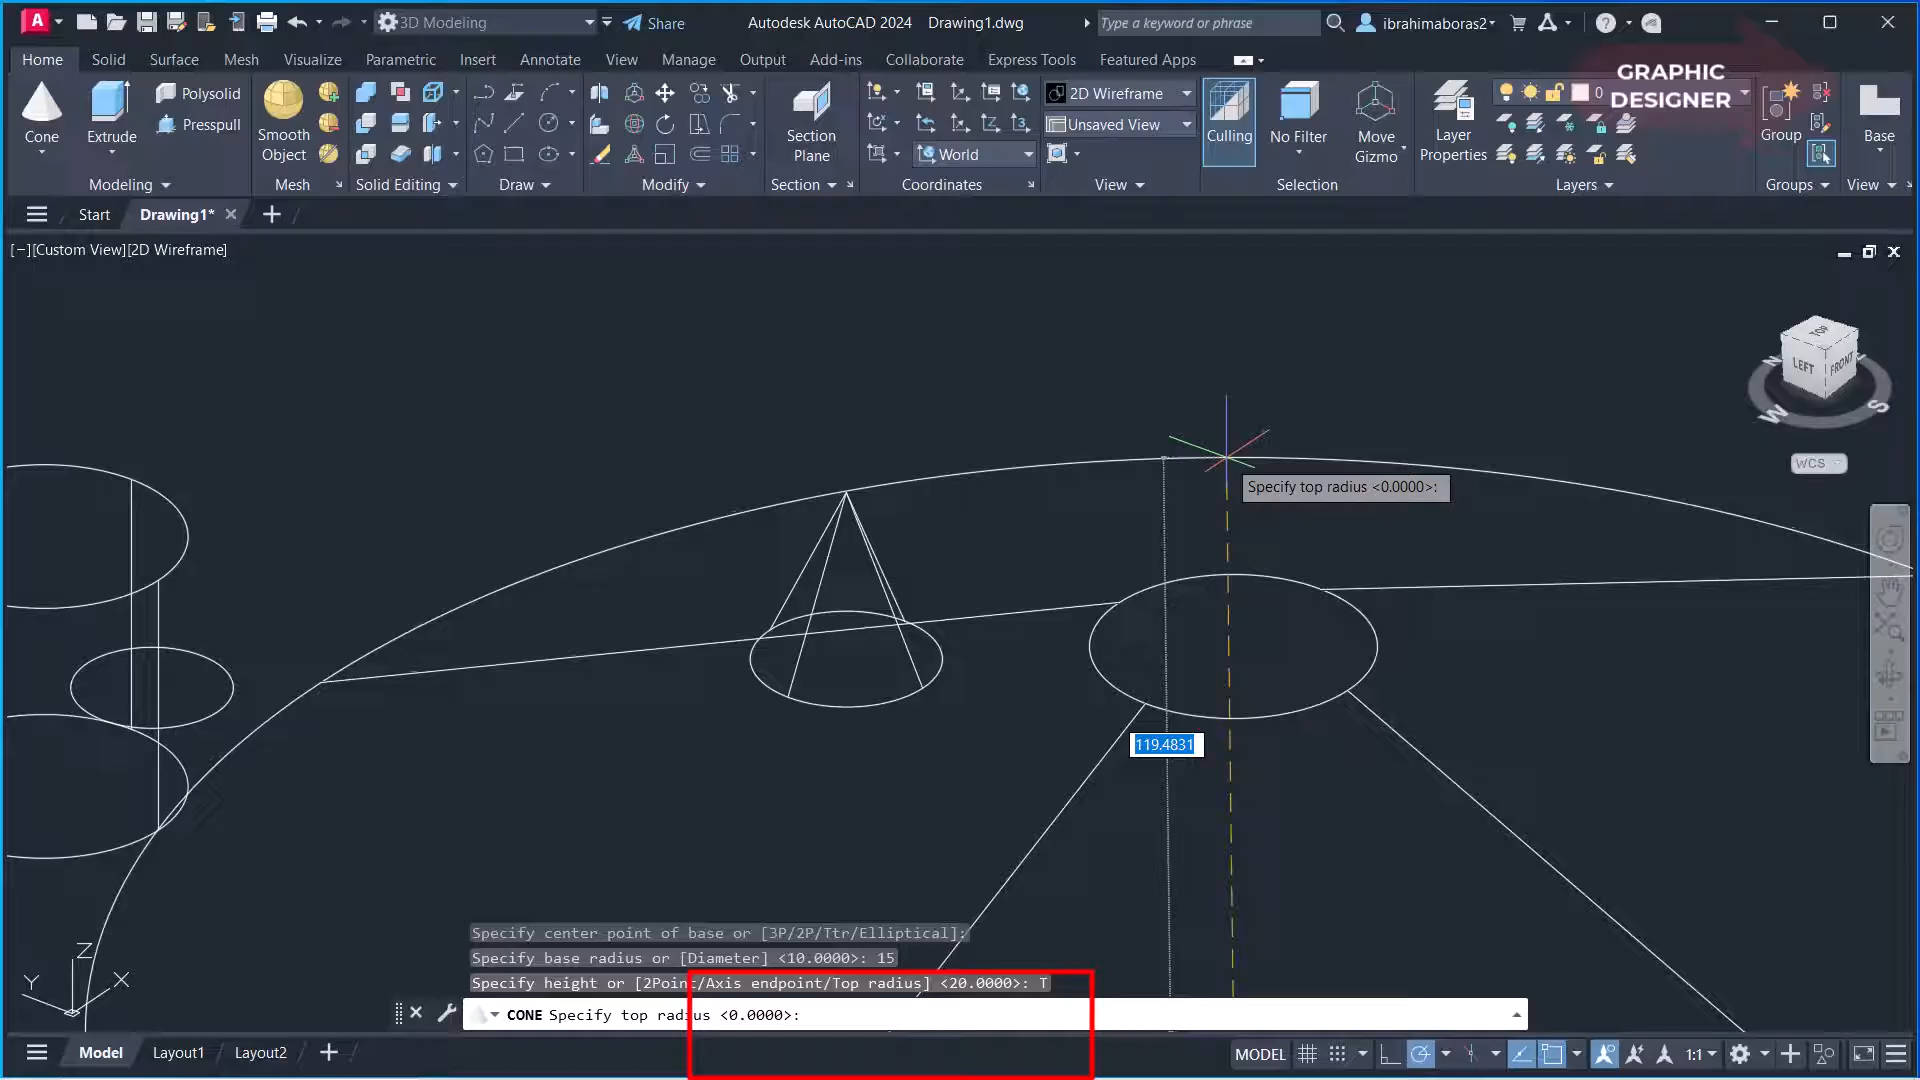 A
3D Modeling
Share
Autodesk AutoCAD 2024 Drawing1.dwg
Type a keyword or phrase
ibrahimaboras2
?
Home Solid Surface Mesh Visualize Parametric Insert Annotate View Manage Output Add-ins Collaborate Express Tools Featured Apps
GRAPHIC
DESIGNER
Cone
Extrude
Polysolid
Presspull
Smooth
Object
Section
Plane
2D Wireframe
Unsaved View
World
Culling
No Filter
Move
Gizmo
Layer
Properties
0
Group
Base
Modeling Mesh Solid Editing Draw Modify Section Coordinates View Selection Layers Groups View
Start Drawing1*
[−][Custom View][2D Wireframe]
TOP
LEFT
FRONT
N
W
S
WCS
Specify top radius <0.0000>:
119.4831
Specify center point of base or [3P/2P/Ttr/Elliptical]:
Specify base radius or [Diameter] <10.0000>: 15
Specify height or [2Point/Axis endpoint/Top radius] <20.0000>: T
CONE Specify top radius <0.0000>:
Z
Y
X
Model Layout1 Layout2
MODEL
1:1